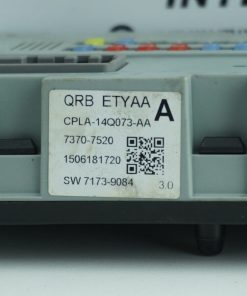 QRB ETYAA A
CPLA-14Q073-AA
7370-7520
1506181720
SW 7173-9084
3.0